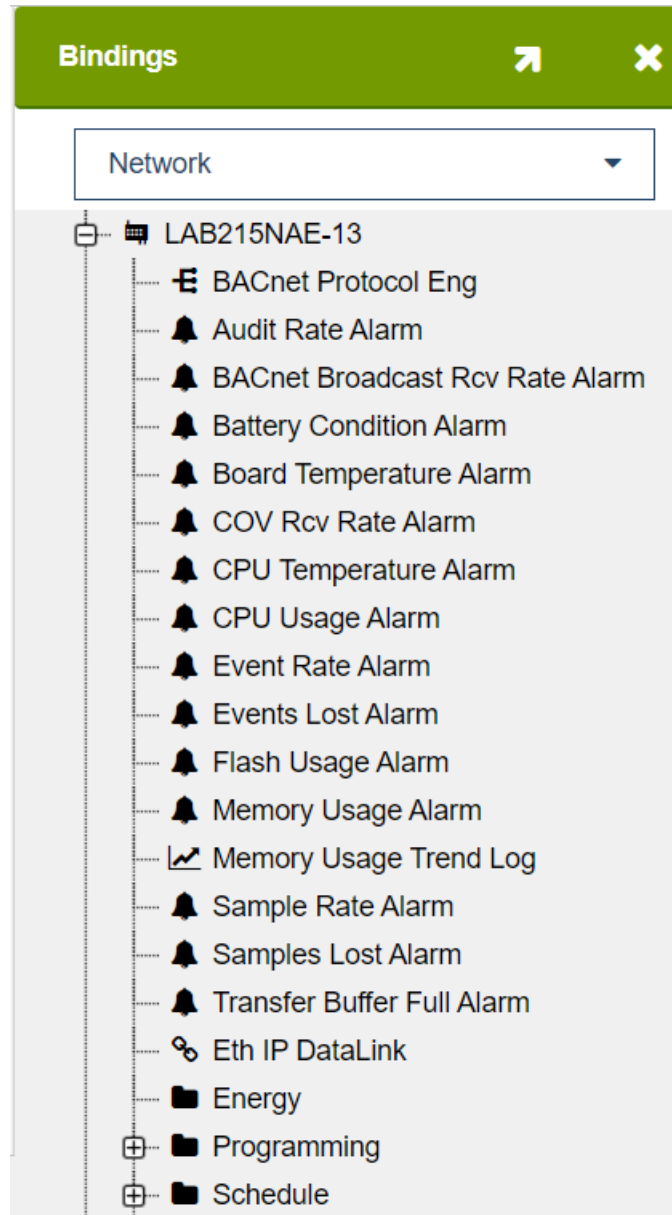 Bindings
Network
LAB215NAE-13
BACnet Protocol Eng
Audit Rate Alarm
BACnet Broadcast Rcv Rate Alarm
Battery Condition Alarm
Board Temperature Alarm
COV Rcv Rate Alarm
CPU Temperature Alarm
CPU Usage Alarm
Event Rate Alarm
Events Lost Alarm
Flash Usage Alarm
Memory Usage Alarm
Memory Usage Trend Log
Sample Rate Alarm
Samples Lost Alarm
Transfer Buffer Full Alarm
Eth IP DataLink
Energy
Programming
Schedule